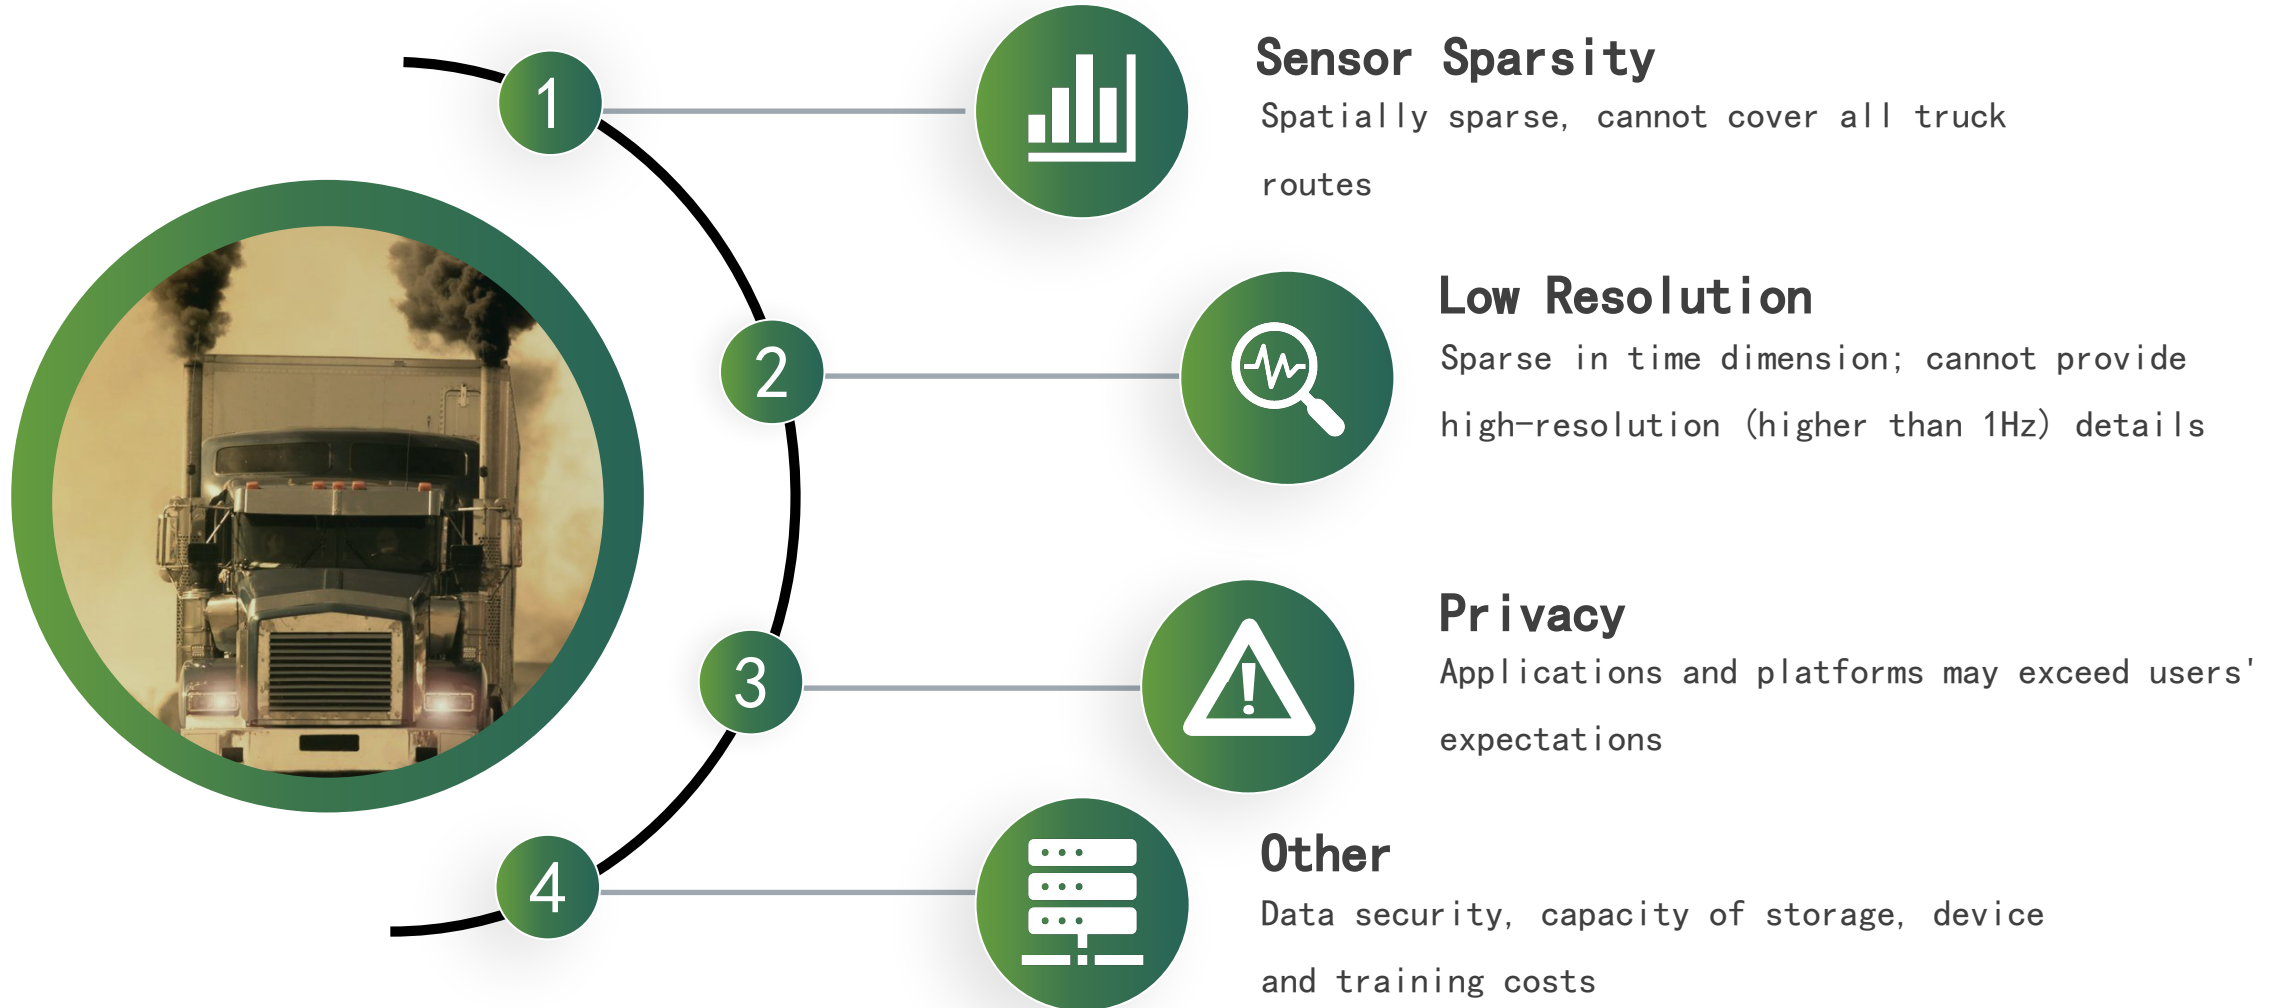 1
Sensor Sparsity
Spatially sparse, cannot cover all truck
routes
2
Low Resolution
Sparse in time dimension; cannot provide
high-resolution (higher than 1Hz) details
3
Privacy
Applications and platforms may exceed users'
expectations
4
Other
Data security, capacity of storage, device
and training costs